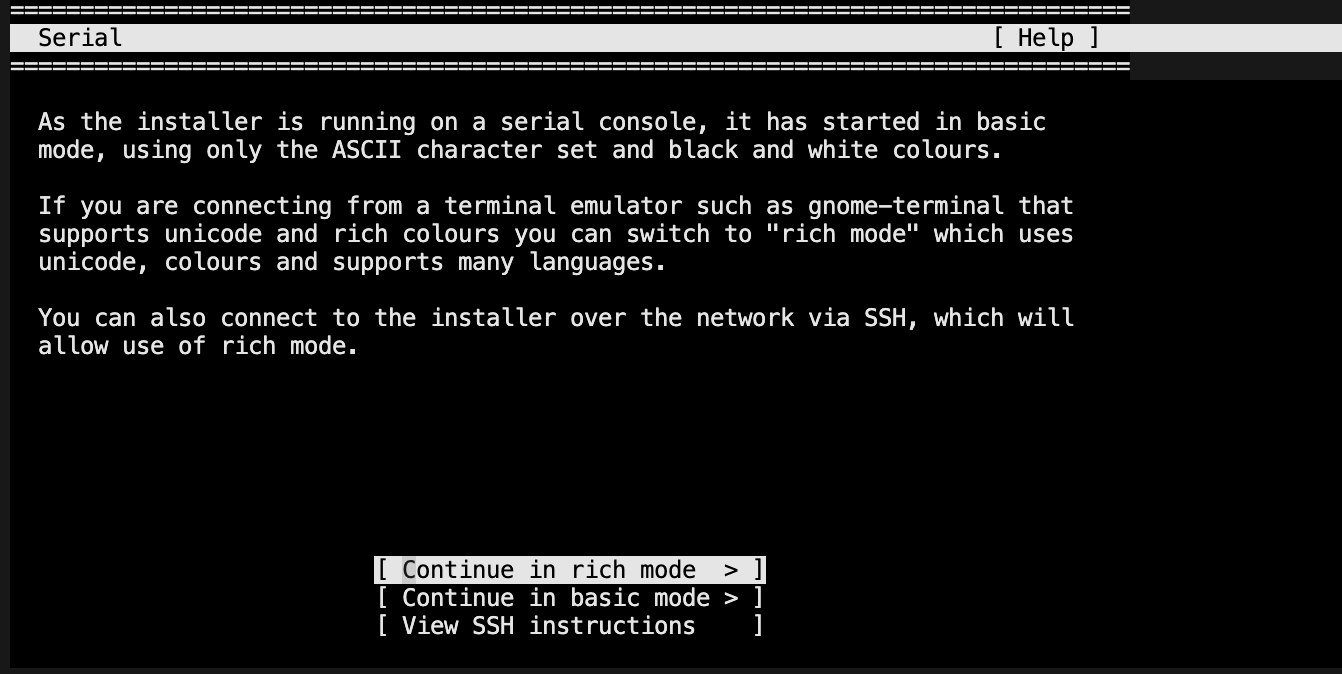 ================================================================================
Serial [ Help ]
================================================================================
As the installer is running on a serial console, it has started in basic
mode, using only the ASCII character set and black and white colours.
If you are connecting from a terminal emulator such as gnome-terminal that
supports unicode and rich colours you can switch to "rich mode" which uses
unicode, colours and supports many languages.
You can also connect to the installer over the network via SSH, which will
allow use of rich mode.
[ Continue in rich mode  > ]
[ Continue in basic mode > ]
[ View SSH instructions    ]